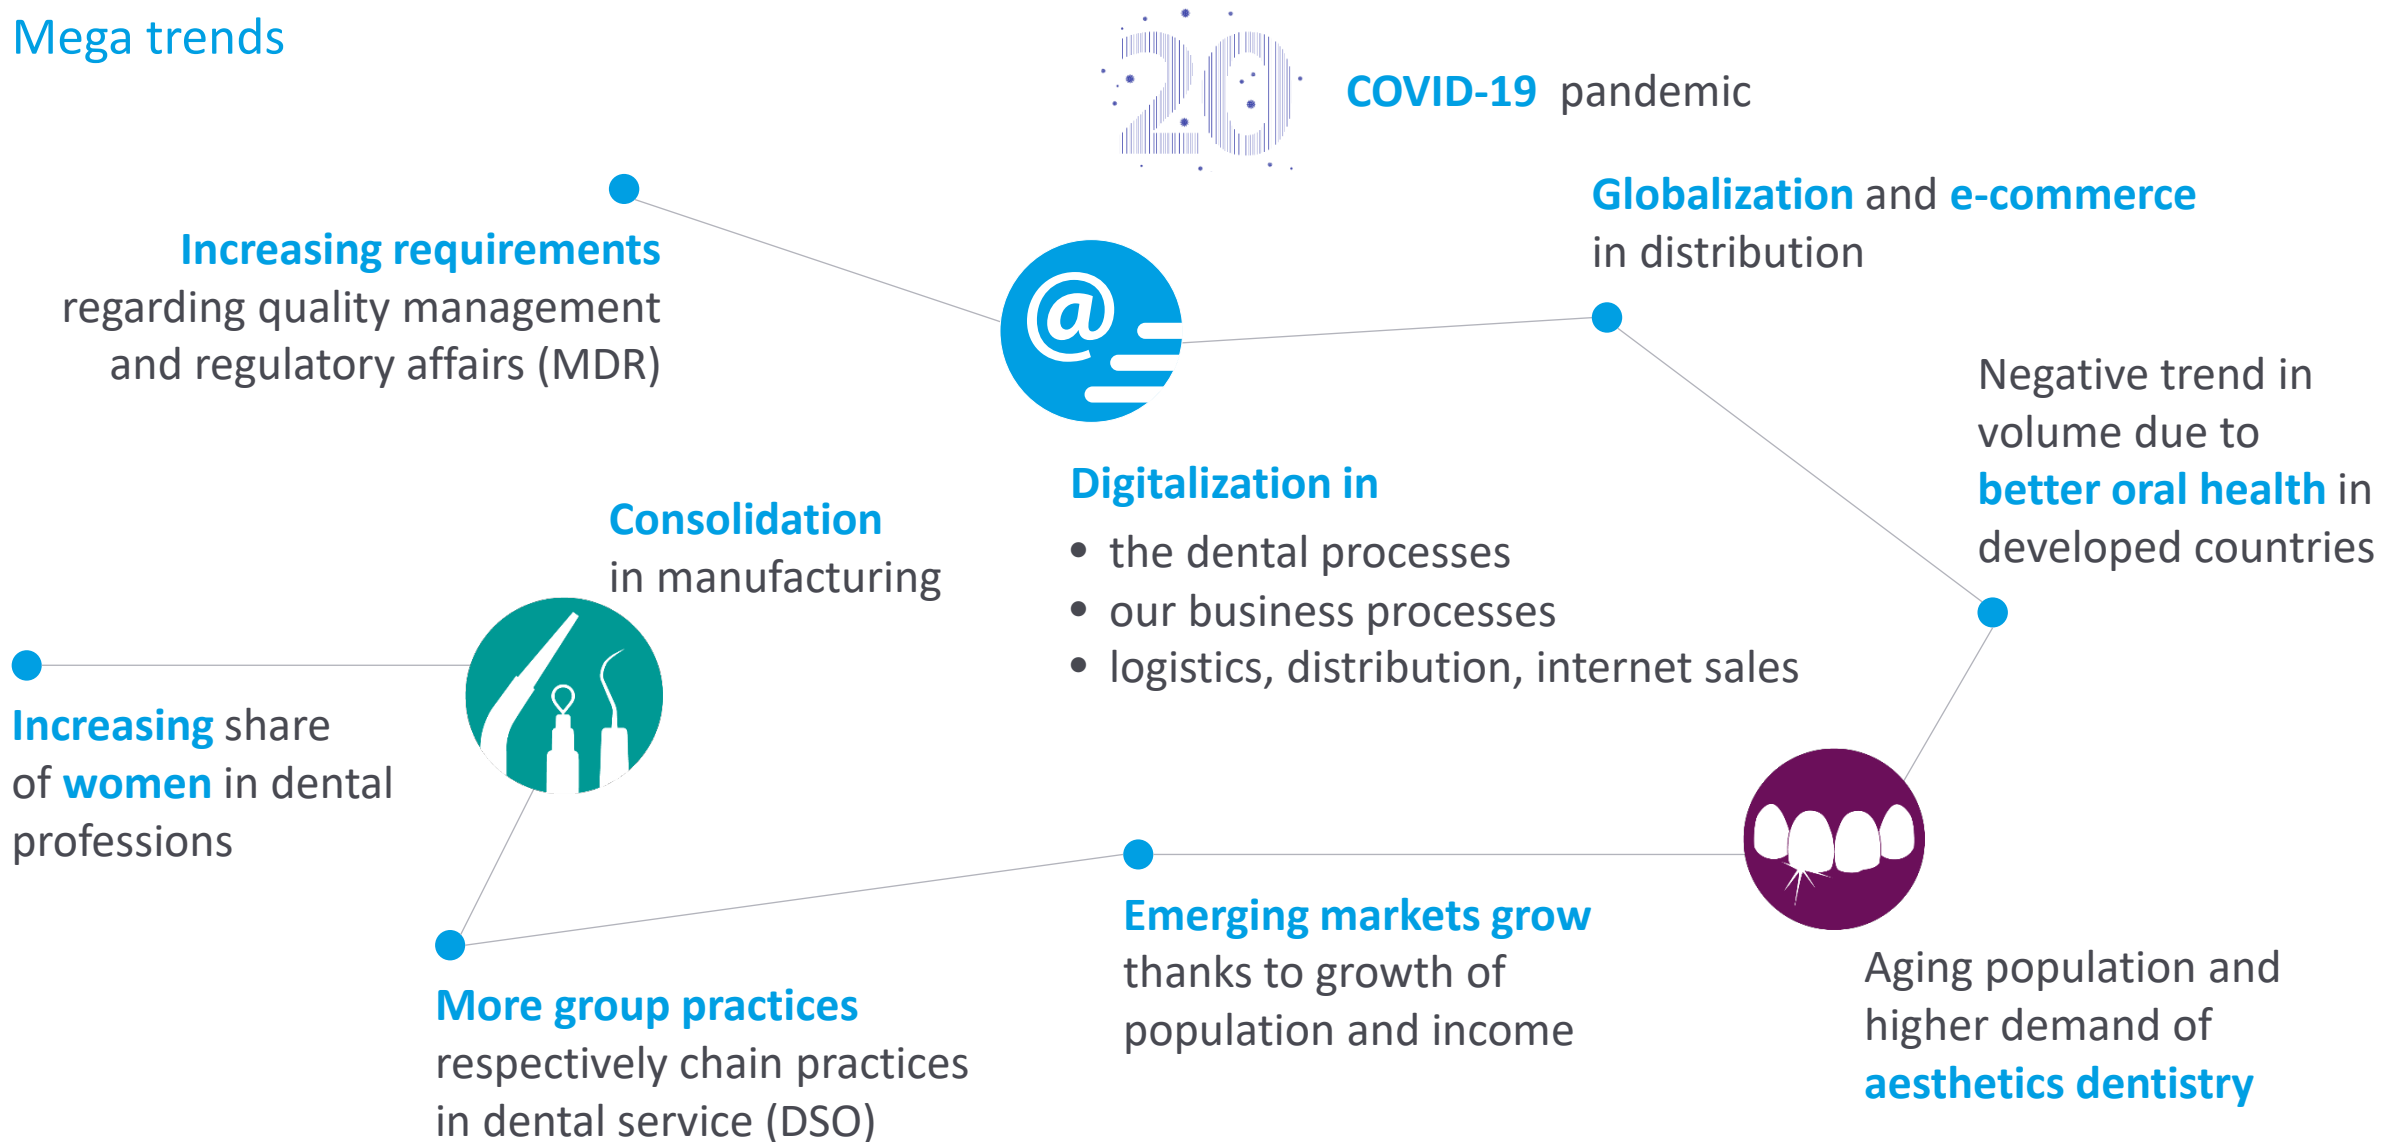 Mega trends
20
COVID-19 pandemic
Increasing requirements
regarding quality management
and regulatory affairs (MDR)
@
Globalization and e-commerce
in distribution
Negative trend in
volume due to
better oral health in
developed countries
Digitalization in
• the dental processes
• our business processes
• logistics, distribution, internet sales
Consolidation
in manufacturing
Increasing share
of women in dental
professions
More group practices
respectively chain practices
in dental service (DSO)
Emerging markets grow
thanks to growth of
population and income
Aging population and
higher demand of
aesthetics dentistry